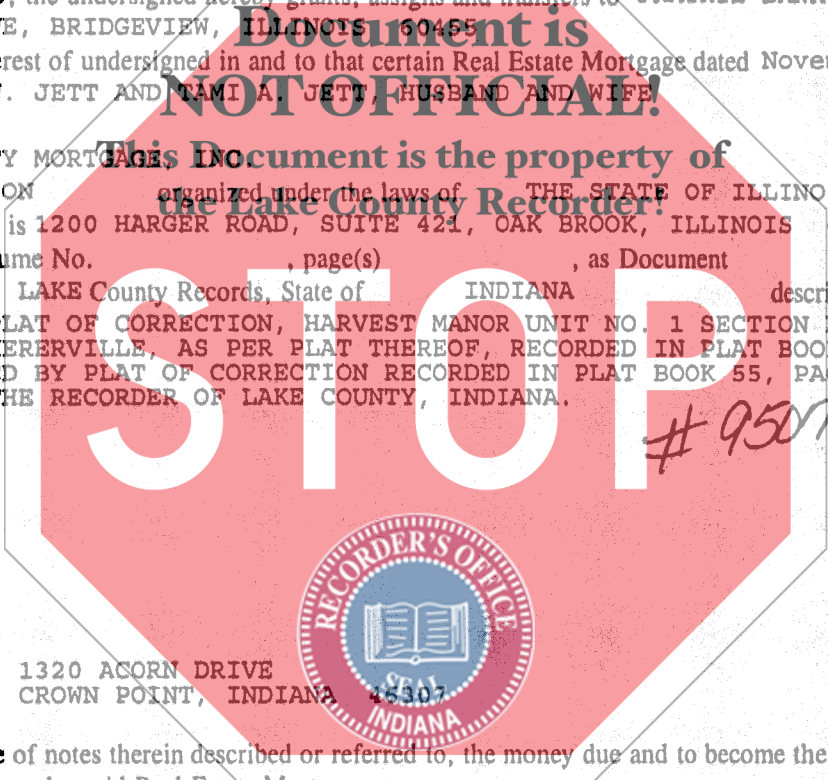 the undersigned hereby grants, assigns and transfers to
E, BRIDGEVIEW, ILLINOIS 60455
Document is
rest of undersigned in and to that certain Real Estate Mortgage dated Nove
. JETT AND TAMI A. JETT, HUSBAND AND WIFE
NOT OFFICIAL!
Y MORTGAGE, INC.
This Document is the property of
ON organized under the laws of THE STATE OF ILLINO
the Lake County Recorder!
is 1200 HARGER ROAD, SUITE 421, OAK BROOK, ILLINOIS
ume No. , page(s) , as Document
LAKE County Records, State of INDIANA descri
LAT OF CORRECTION, HARVEST MANOR UNIT NO. 1 SECTION
ERERVILLE, AS PER PLAT THEREOF, RECORDED IN PLAT BOO
D BY PLAT OF CORRECTION RECORDED IN PLAT BOOK 55, PA
HE RECORDER OF LAKE COUNTY, INDIANA.
# 9507
STOP
RECORDER'S OFFICE
SEAL
INDIANA
1320 ACORN DRIVE
CROWN POINT, INDIANA 46307
e of notes therein described or referred to, the money due and to become the